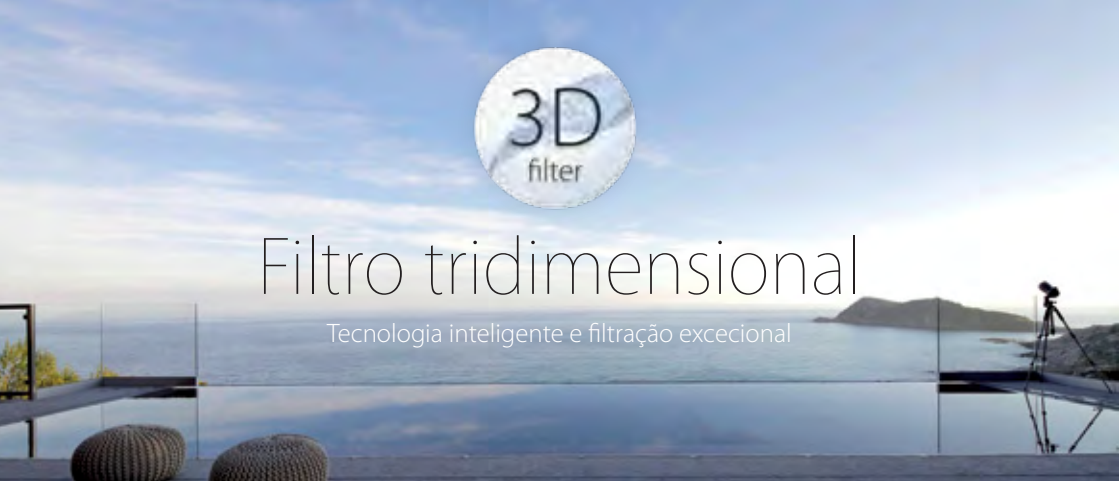 3D
filter
Filtro tridimensional
Tecnologia inteligente e filtração excecional